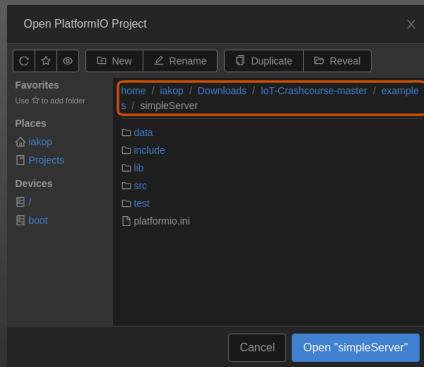 Open PlatformIO Project
New Rename Duplicate Reveal
Favorites
Use ☆ to add folder
Places
iakop
Projects
Devices
/
boot
home / iakop / Downloads / IoT-Crashcourse-master / example
s / simpleServer
data
include
lib
src
test
platformio.ini
Cancel Open "simpleServer"